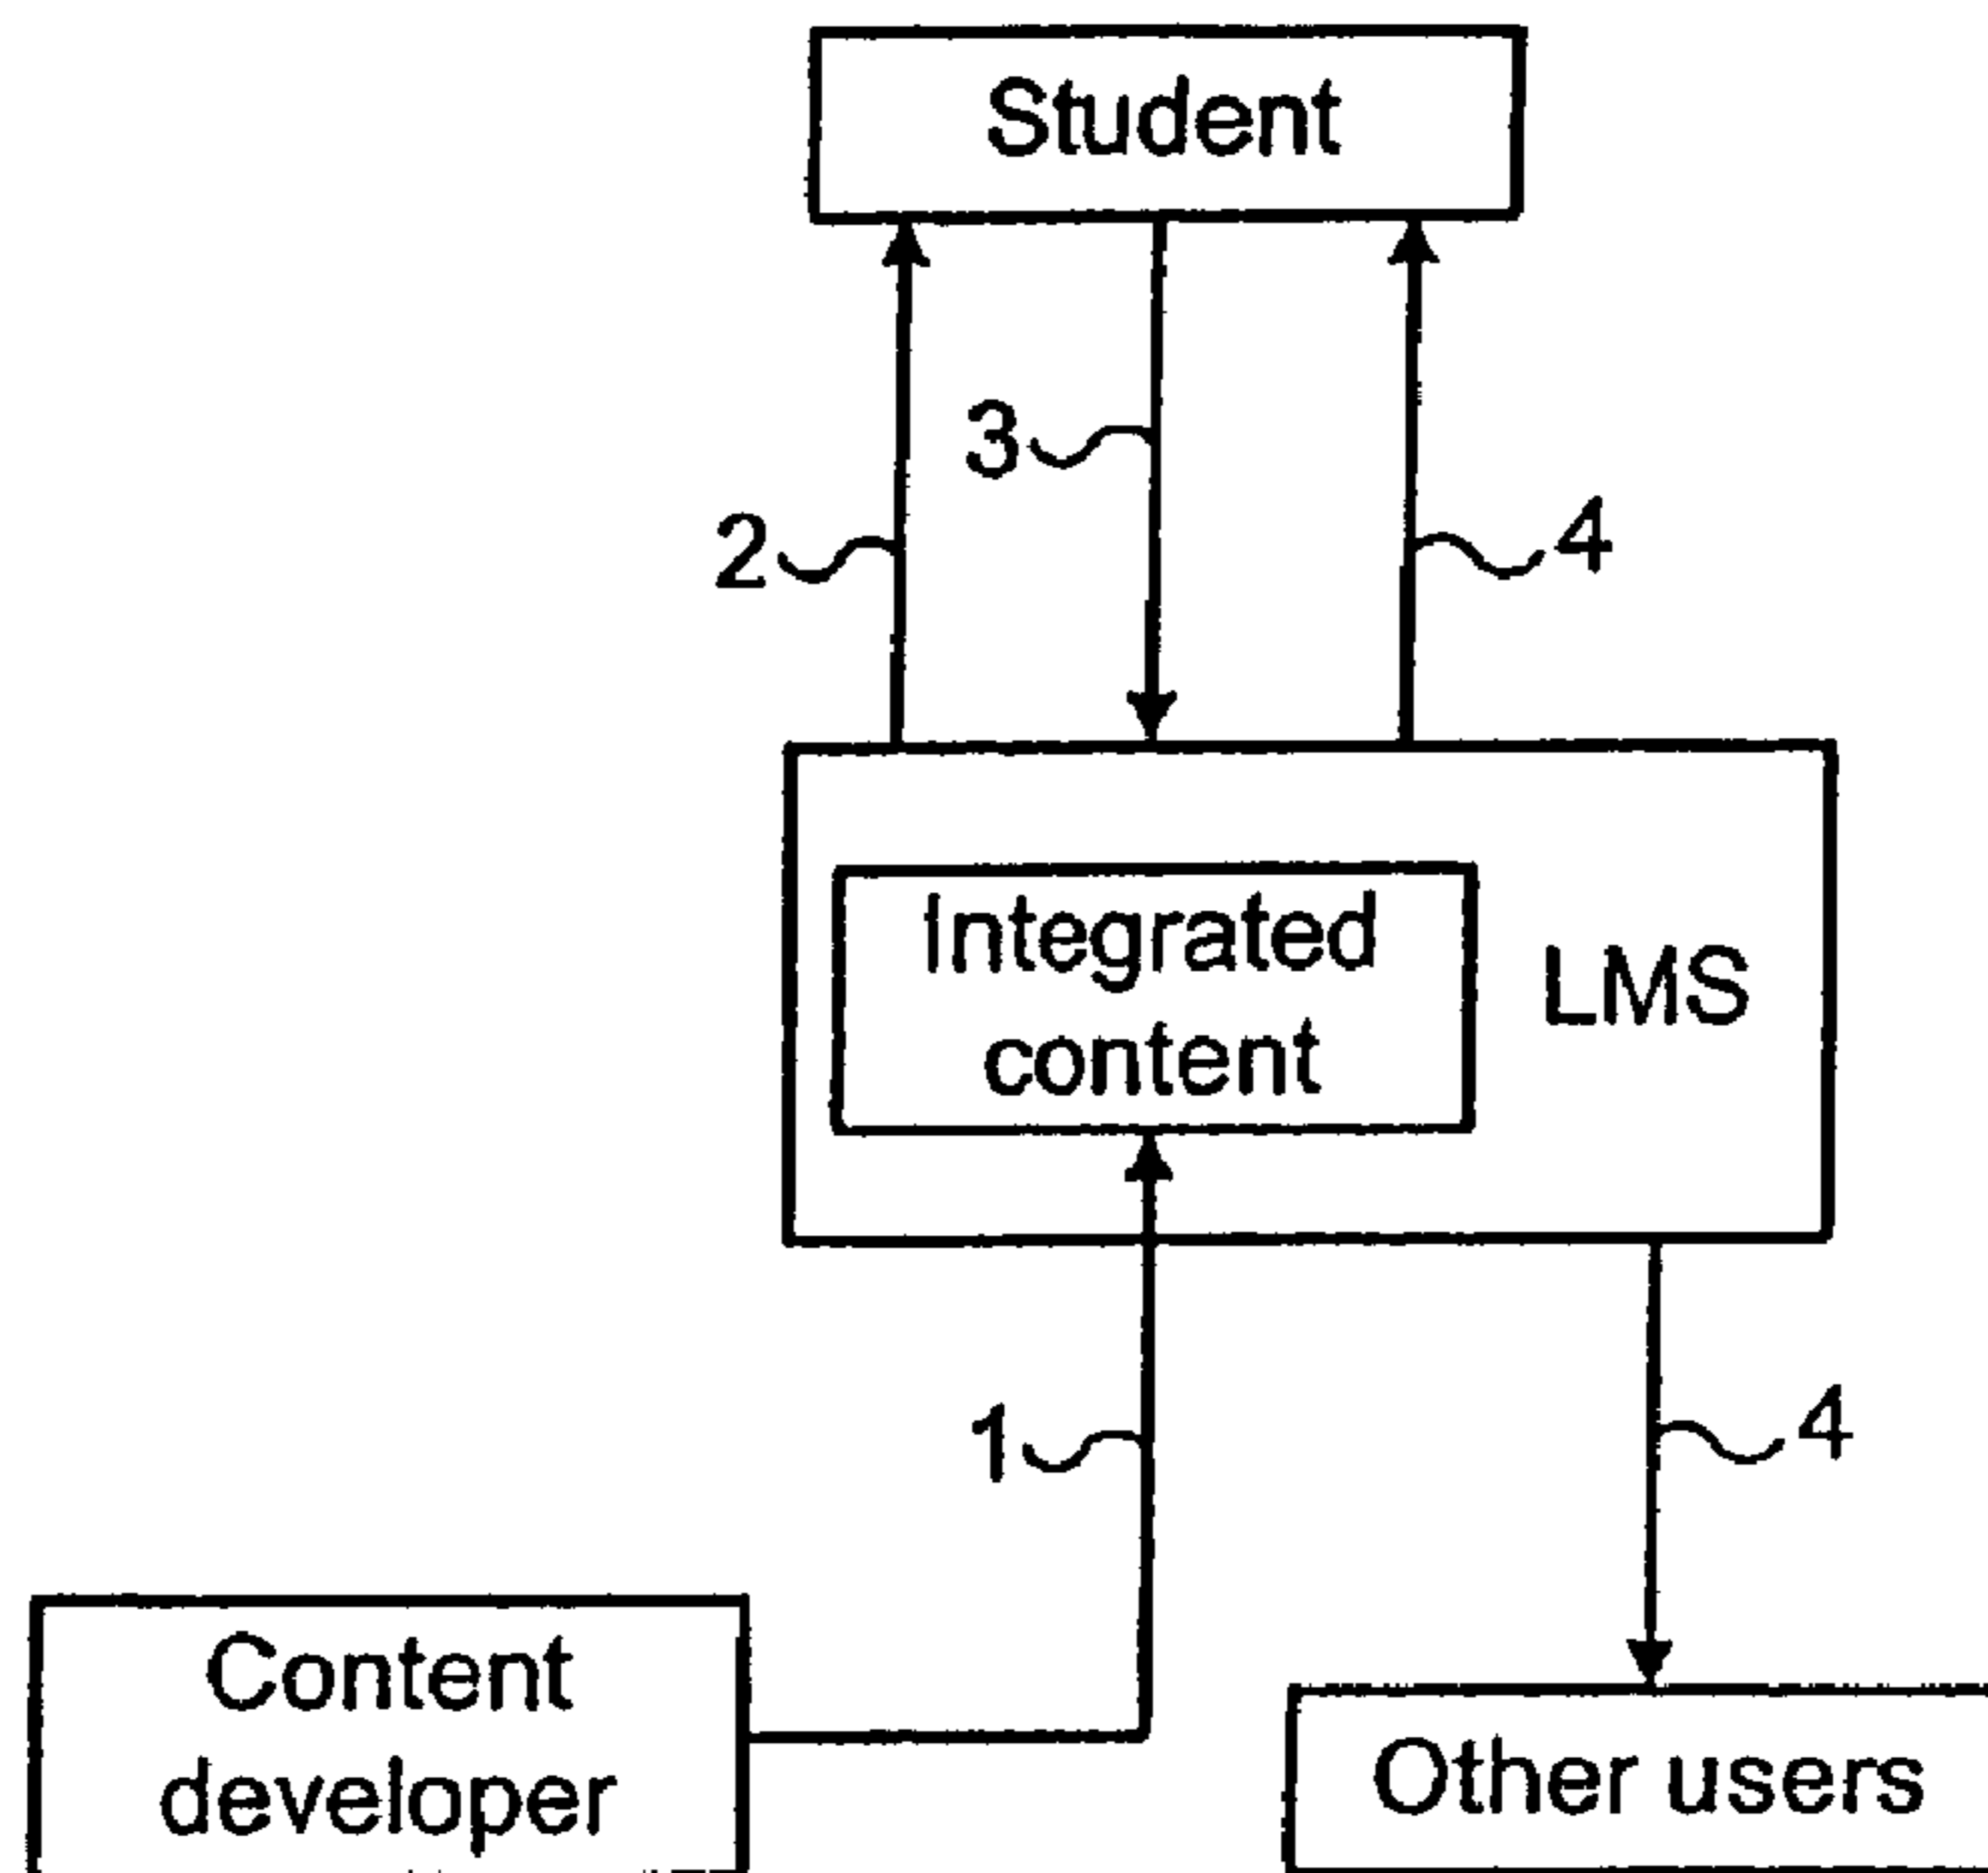 Student
3
2
4
Integrated
content
LMS
1
4
Content
developer
Other users